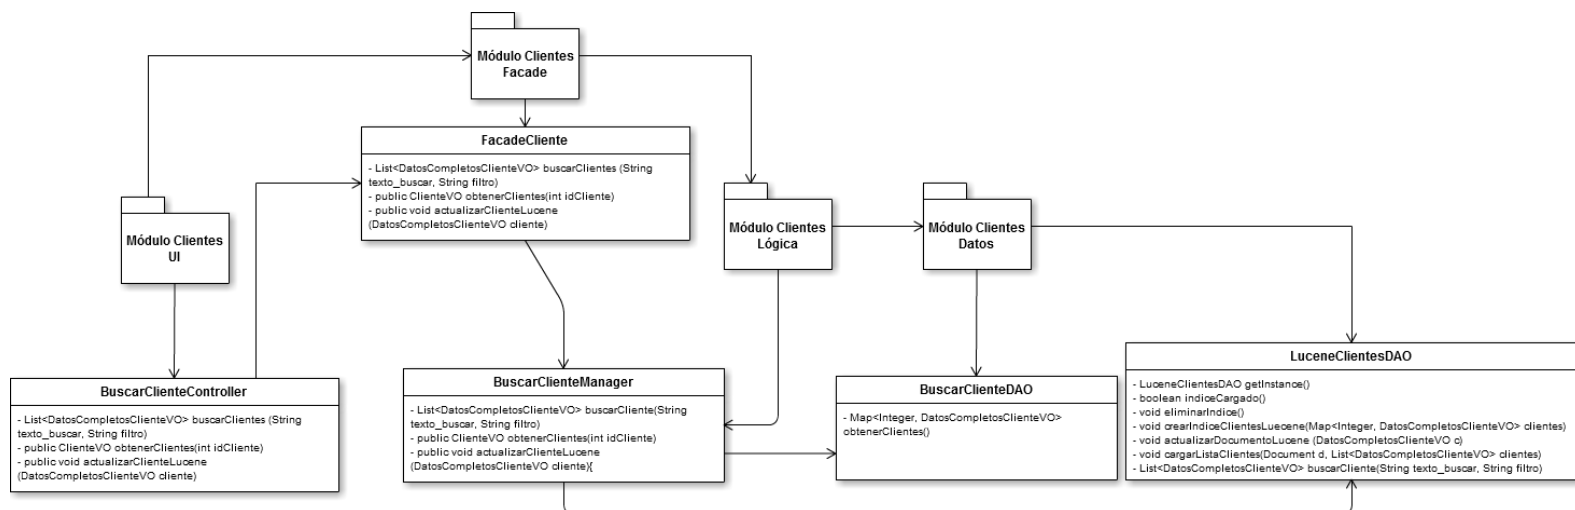 Módulo Clientes
Facade
FacadeCliente
- List<DatosCompletosClienteVO> buscarClientes (String
texto_buscar, String filtro)
- public ClienteVO obtenerClientes(int idCliente)
- public void actualizarClienteLucene
(DatosCompletosClienteVO cliente)
Módulo Clientes
UI
Módulo Clientes
Lógica
Módulo Clientes
Datos
BuscarClienteController
- List<DatosCompletosClienteVO> buscarClientes (String
texto_buscar, String filtro)
- public ClienteVO obtenerClientes(int idCliente)
- public void actualizarClienteLucene
(DatosCompletosClienteVO cliente)
BuscarClienteManager
- List<DatosCompletosClienteVO> buscarCliente(String
texto_buscar, String filtro)
- public ClienteVO obtenerClientes(int idCliente)
- public void actualizarClienteLucene
(DatosCompletosClienteVO cliente){
BuscarClienteDAO
- Map<Integer, DatosCompletosClienteVO>
obtenerClientes()
LuceneClientesDAO
- LuceneClientesDAO getInstance()
- boolean indiceCargado()
- void eliminarIndice()
- void crearIndiceClientesLuecene(Map<Integer, DatosCompletosClienteVO> clientes)
- void actualizarDocumentoLucene (DatosCompletosClienteVO c)
- void cargarListaClientes(Document d, List<DatosCompletosClienteVO> clientes)
- List<DatosCompletosClienteVO> buscarCliente(String texto_buscar, String filtro)